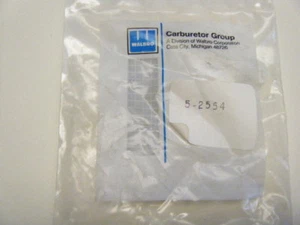 WALBRO
Carburetor Group
A Division of Walbro Corporation
Cass City, Michigan 48726
5-2554